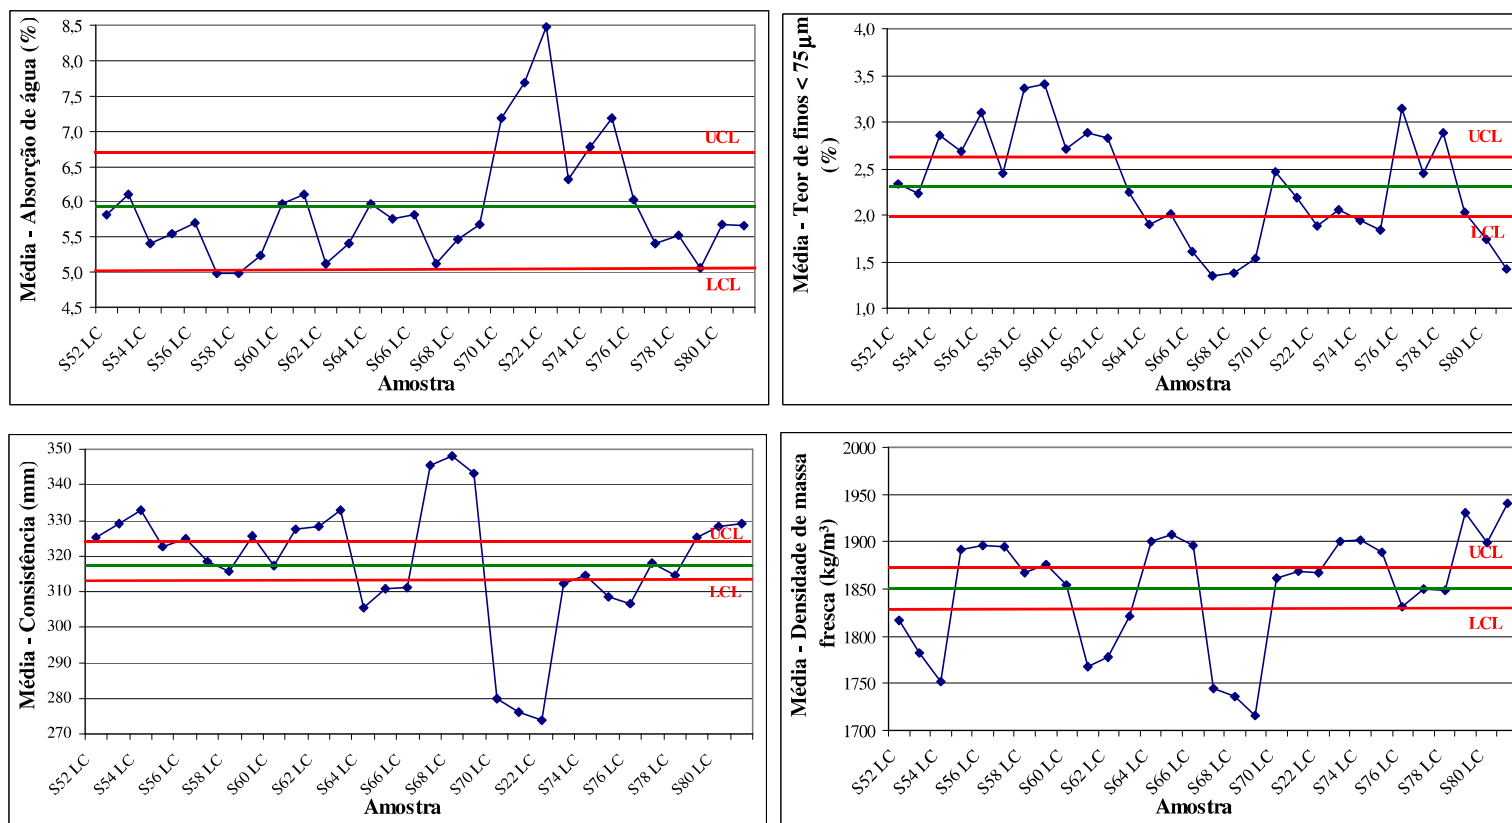 Média - Absorção de água (%)
8,5
8,0
7,5
7,0
6,5
6,0
5,5
5,0
4,5
UCL
LCL
S52 LC
S54 LC
S56 LC
S58 LC
S60 LC
S62 LC
S64 LC
S66 LC
S68 LC
S70 LC
S22 LC
S74 LC
S76 LC
S78 LC
S80 LC
Amostra
Média - Teor de finos < 75µm
(%)
4,0
3,5
3,0
2,5
2,0
1,5
1,0
UCL
LCL
S52 LC
S54 LC
S56 LC
S58 LC
S60 LC
S62 LC
S64 LC
S66 LC
S68 LC
S70 LC
S22 LC
S74 LC
S76 LC
S78 LC
S80 LC
Amostra
Média - Consistência (mm)
350
340
330
320
310
300
290
280
270
UCL
LCL
S52 LC
S54 LC
S56 LC
S58 LC
S60 LC
S62 LC
S64 LC
S66 LC
S68 LC
S70 LC
S22 LC
S74 LC
S76 LC
S78 LC
S80 LC
Amostra
Média - Densidade de massa
fresca (kg/m³)
2000
1950
1900
1850
1800
1750
1700
UCL
LCL
S52 LC
S54 LC
S56 LC
S58 LC
S60 LC
S62 LC
S64 LC
S66 LC
S68 LC
S70 LC
S22 LC
S74 LC
S76 LC
S78 LC
S80 LC
Amostra